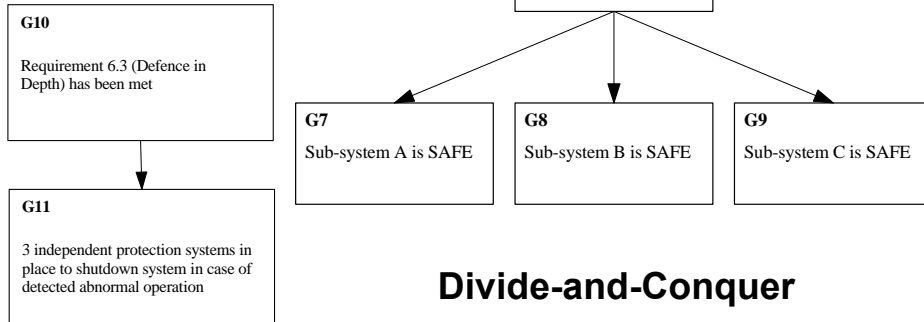 G10
Requirement 6.3 (Defence in
Depth) has been met
G7
Sub-system A is SAFE
G8
Sub-system B is SAFE
G9
Sub-system C is SAFE
G11
3 independent protection systems in
place to shutdown system in case of
detected abnormal operation
Divide-and-Conquer